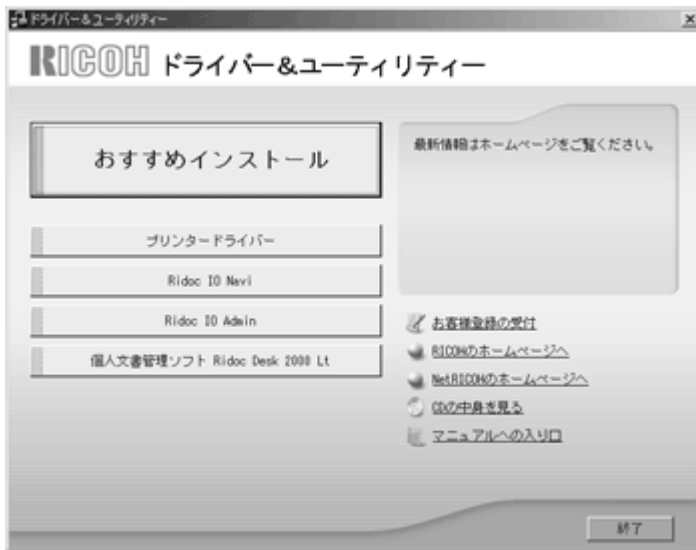 ドライバー&ユーティリティー
RICOH ドライバー&ユーティリティー
おすすめインストール
プリンタードライバー
Ridoc IO Navi
Ridoc IO Admin
個人文書管理ソフト Ridoc Desk 2000 Lt
最新情報はホームページをご覧ください。
お客様登録の受付
RICOHのホームページへ
NetRICOHのホームページへ
CDの中身を見る
マニュアルへの入り口
終了